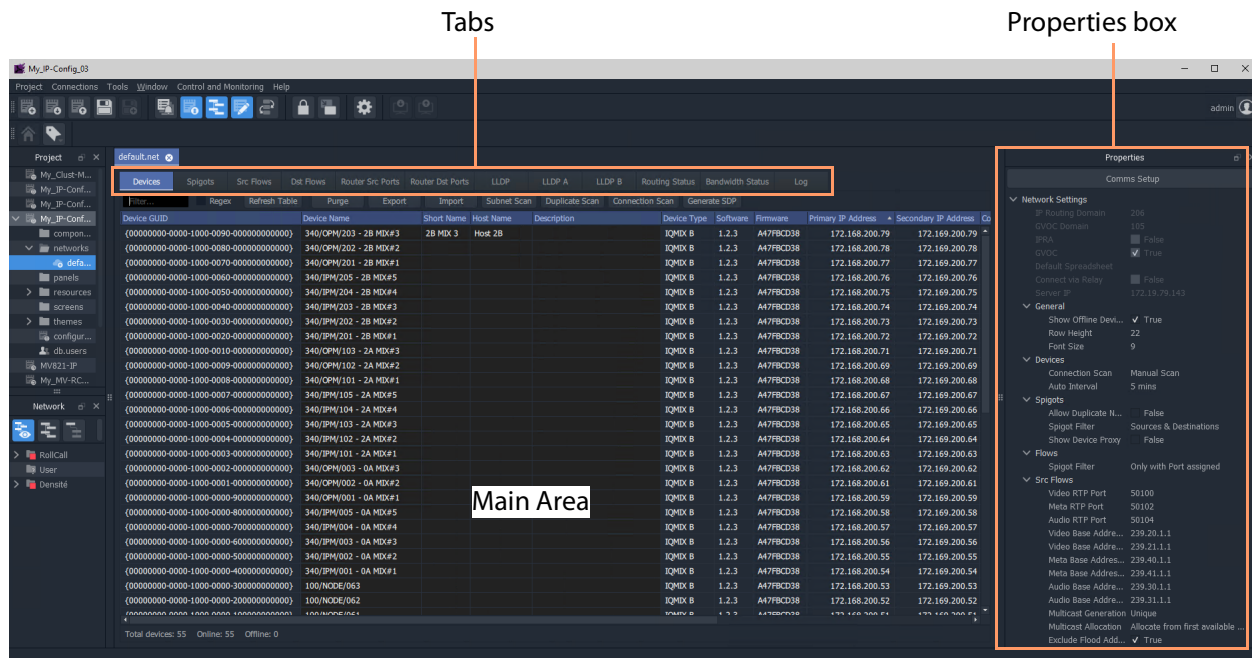 Tabs
Properties box
My_IP-Config_03
Project Connections Tools Window Control and Monitoring Help
admin
Project
My_Clust-M...
My_IP-Conf...
My_IP-Conf...
My_IP-Conf...
compon...
networks
defa...
panels
resources
screens
themes
configur...
db.users
MV821-IP
My_MV-RC...
Network
RollCall
User
Densité
default.net
Devices Spigots Src Flows Dst Flows Router Src Ports Router Dst Ports LLDP LLDP A LLDP B Routing Status Bandwidth Status Log
Filter... Regex Refresh Table Purge Export Import Subnet Scan Duplicate Scan Connection Scan Generate SDP
Device GUID Device Name Short Name Host Name Description Device Type Software Firmware Primary IP Address Secondary IP Address Co
{00000000-0000-1000-0090-000000000000} 340/OPM/203 - 2B MIX#3 2B MIX 3 Host 2B IQMIX B 1.2.3 A47FBCD38 172.168.200.79 172.169.200.79
{00000000-0000-1000-0080-000000000000} 340/OPM/202 - 2B MIX#2 IQMIX B 1.2.3 A47FBCD38 172.168.200.78 172.169.200.78
{00000000-0000-1000-0070-000000000000} 340/OPM/201 - 2B MIX#1 IQMIX B 1.2.3 A47FBCD38 172.168.200.77 172.169.200.77
{00000000-0000-1000-0060-000000000000} 340/IPM/205 - 2B MIX#5 IQMIX B 1.2.3 A47FBCD38 172.168.200.76 172.169.200.76
{00000000-0000-1000-0050-000000000000} 340/IPM/204 - 2B MIX#4 IQMIX B 1.2.3 A47FBCD38 172.168.200.75 172.169.200.75
{00000000-0000-1000-0040-000000000000} 340/IPM/203 - 2B MIX#3 IQMIX B 1.2.3 A47FBCD38 172.168.200.74 172.169.200.74
{00000000-0000-1000-0030-000000000000} 340/IPM/202 - 2B MIX#2 IQMIX B 1.2.3 A47FBCD38 172.168.200.73 172.169.200.73
{00000000-0000-1000-0020-000000000000} 340/IPM/201 - 2B MIX#1 IQMIX B 1.2.3 A47FBCD38 172.168.200.72 172.169.200.72
{00000000-0000-1000-0010-000000000000} 340/OPM/103 - 2A MIX#3 IQMIX B 1.2.3 A47FBCD38 172.168.200.71 172.169.200.71
{00000000-0000-1000-0009-000000000000} 340/OPM/102 - 2A MIX#2 IQMIX B 1.2.3 A47FBCD38 172.168.200.69 172.169.200.69
{00000000-0000-1000-0008-000000000000} 340/OPM/101 - 2A MIX#1 IQMIX B 1.2.3 A47FBCD38 172.168.200.68 172.169.200.68
{00000000-0000-1000-0007-000000000000} 340/IPM/105 - 2A MIX#5 IQMIX B 1.2.3 A47FBCD38 172.168.200.67 172.169.200.67
{00000000-0000-1000-0006-000000000000} 340/IPM/104 - 2A MIX#4 IQMIX B 1.2.3 A47FBCD38 172.168.200.66 172.169.200.66
{00000000-0000-1000-0005-000000000000} 340/IPM/103 - 2A MIX#3 IQMIX B 1.2.3 A47FBCD38 172.168.200.65 172.169.200.65
{00000000-0000-1000-0004-000000000000} 340/IPM/102 - 2A MIX#2 IQMIX B 1.2.3 A47FBCD38 172.168.200.64 172.169.200.64
{00000000-0000-1000-0003-000000000000} 340/IPM/101 - 2A MIX#1 IQMIX B 1.2.3 A47FBCD38 172.168.200.63 172.169.200.63
{00000000-0000-1000-0002-000000000000} 340/OPM/003 - 0A MIX#3 IQMIX B 1.2.3 A47FBCD38 172.168.200.62 172.169.200.62
{00000000-0000-1000-0001-000000000000} 340/OPM/002 - 0A MIX#2 IQMIX B 1.2.3 A47FBCD38 172.168.200.61 172.169.200.61
{00000000-0000-1000-0000-900000000000} 340/OPM/001 - 0A MIX#1 IQMIX B 1.2.3 A47FBCD38 172.168.200.59 172.169.200.59
{00000000-0000-1000-0000-800000000000} 340/IPM/005 - 0A MIX#5 IQMIX B 1.2.3 A47FBCD38 172.168.200.58 172.169.200.58
{00000000-0000-1000-0000-700000000000} 340/IPM/004 - 0A MIX#4 IQMIX B 1.2.3 A47FBCD38 172.168.200.57 172.169.200.57
{00000000-0000-1000-0000-600000000000} 340/IPM/003 - 0A MIX#3 IQMIX B 1.2.3 A47FBCD38 172.168.200.56 172.169.200.56
{00000000-0000-1000-0000-500000000000} 340/IPM/002 - 0A MIX#2 IQMIX B 1.2.3 A47FBCD38 172.168.200.55 172.169.200.55
{00000000-0000-1000-0000-400000000000} 340/IPM/001 - 0A MIX#1 IQMIX B 1.2.3 A47FBCD38 172.168.200.54 172.169.200.54
{00000000-0000-1000-0000-300000000000} 100/NODE/063 IQMIX B 1.2.3 A47FBCD38 172.168.200.53 172.169.200.53
{00000000-0000-1000-0000-200000000000} 100/NODE/062 IQMIX B 1.2.3 A47FBCD38 172.168.200.52 172.169.200.52
Main Area
Total devices: 55 Online: 55 Offline: 0
Properties
Comms Setup
Network Settings
IP Routing Domain 206
GVOC Domain 105
IPRA False
GVOC True
Default Spreadsheet
Connect via Relay False
Server IP 172.19.79.143
General
Show Offline Devi... True
Row Height 22
Font Size 9
Devices
Connection Scan Manual Scan
Auto Interval 5 mins
Spigots
Allow Duplicate N... False
Spigot Filter Sources & Destinations
Show Device Proxy False
Flows
Spigot Filter Only with Port assigned
Src Flows
Video RTP Port 50100
Meta RTP Port 50102
Audio RTP Port 50104
Video Base Addre... 239.20.1.1
Video Base Addre... 239.21.1.1
Meta Base Addres... 239.40.1.1
Meta Base Addres... 239.41.1.1
Audio Base Addre... 239.30.1.1
Audio Base Addre... 239.31.1.1
Multicast Generation Unique
Multicast Allocation Allocate from first available ...
Exclude Flood Add... True